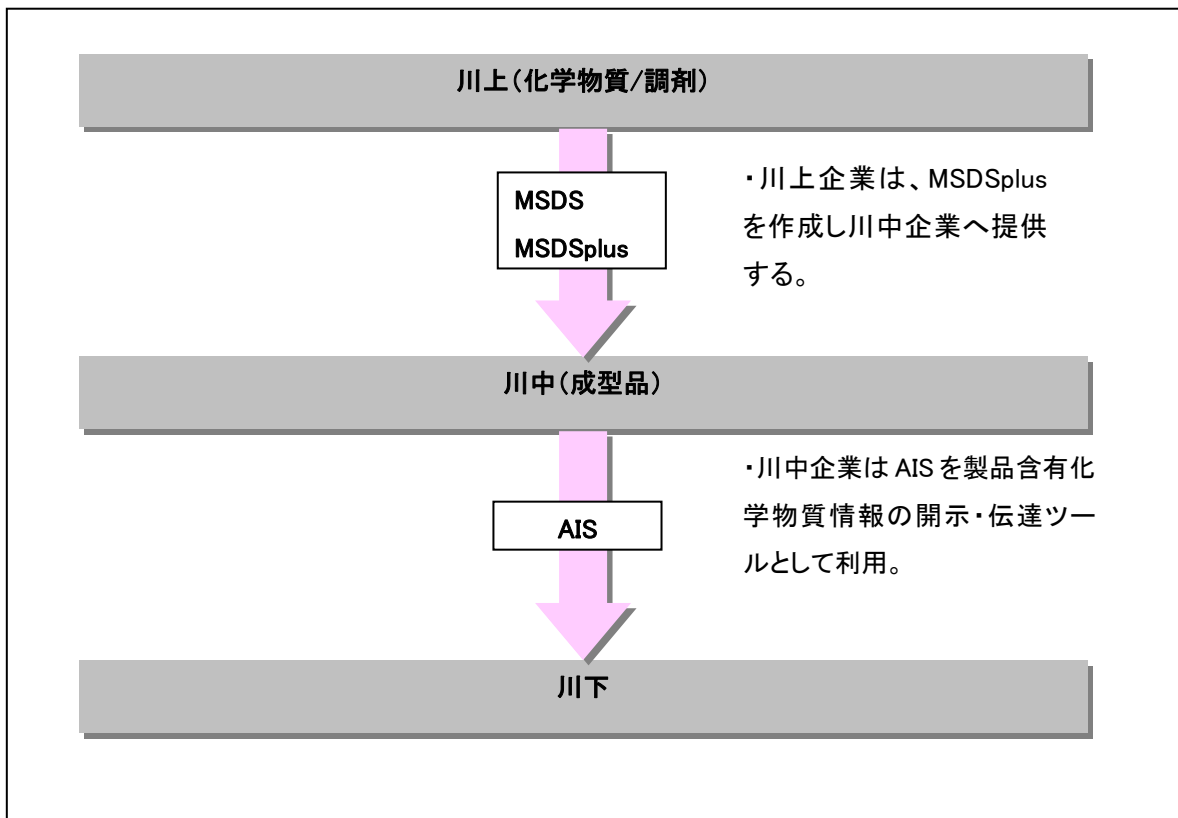 川上(化学物質/調剤)
MSDS
MSDSplus
・川上企業は、MSDSplus
を作成し川中企業へ提供
する。
川中(成型品)
AIS
・川中企業は AIS を製品含有化
学物質情報の開示・伝達ツー
ルとして利用。
川下